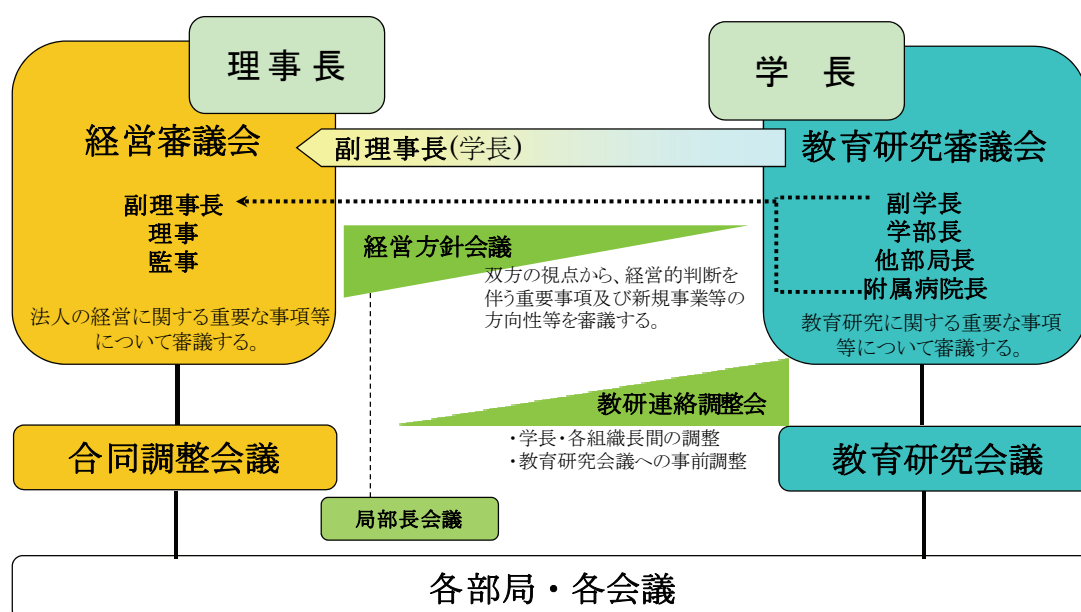 理事長
学　長
経営審議会
副理事長(学長)
教育研究審議会
副理事長
理事
監事
副学長
学部長
他部局長
附属病院長
経営方針会議
双方の視点から、経営的判断を
伴う重要事項及び新規事業等の
方向性等を審議する。
法人の経営に関する重要な事項等
について審議する。
教育研究に関する重要な事項
等について審議する。
教研連絡調整会
・学長・各組織長間の調整
・教育研究会議への事前調整
合同調整会議
教育研究会議
局部長会議
各部局・各会議